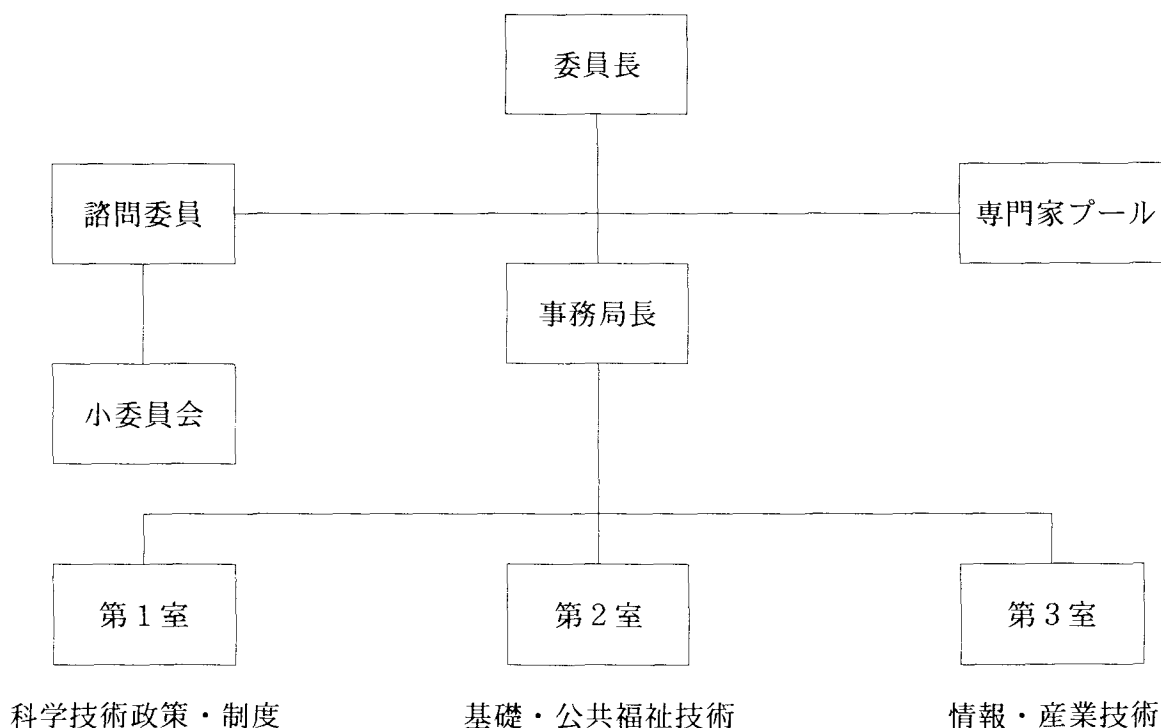 委員長
諮問委員
専門家プール
事務局長
小委員会
第1室
第2室
第3室
科学技術政策・制度
基礎・公共福祉技術
情報・産業技術